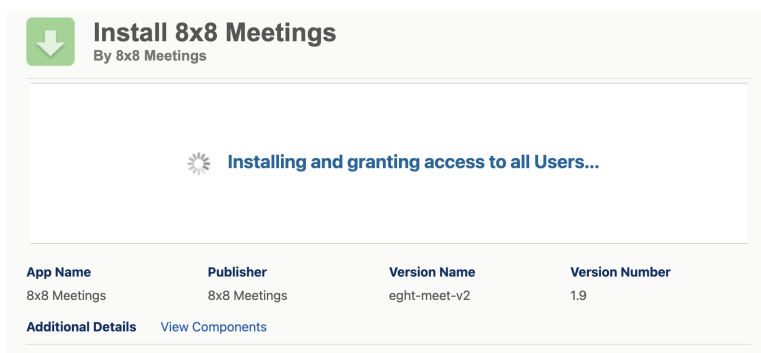 Install 8x8 Meetings
By 8x8 Meetings
Installing and granting access to all Users...
App Name Publisher Version Name Version Number
8x8 Meetings 8x8 Meetings eght-meet-v2 1.9
Additional Details View Components